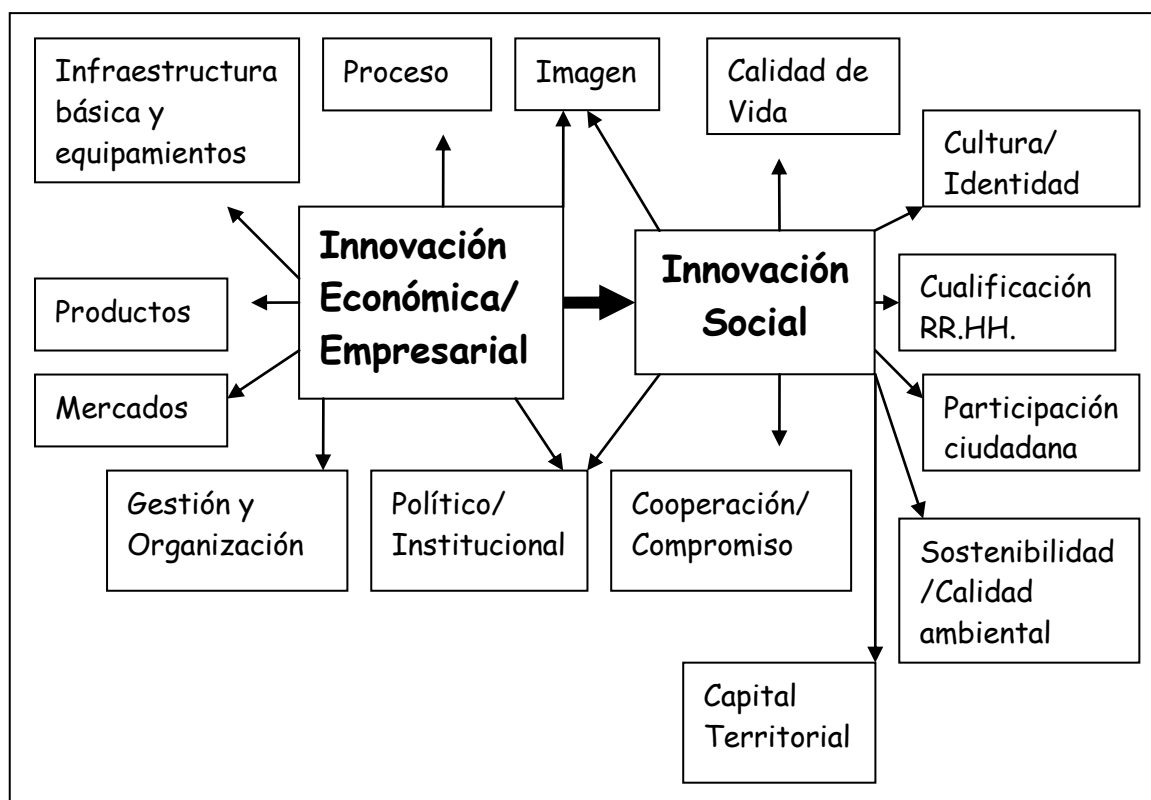 Infraestructura
básica y
equipamientos
Proceso
Imagen
Calidad de
Vida
Cultura/
Identidad
Innovación
Económica/
Empresarial
Innovación
Social
Productos
Cualificación
RR.HH.
Mercados
Participación
ciudadana
Gestión y
Organización
Político/
Institucional
Cooperación/
Compromiso
Sostenibilidad
/Calidad
ambiental
Capital
Territorial